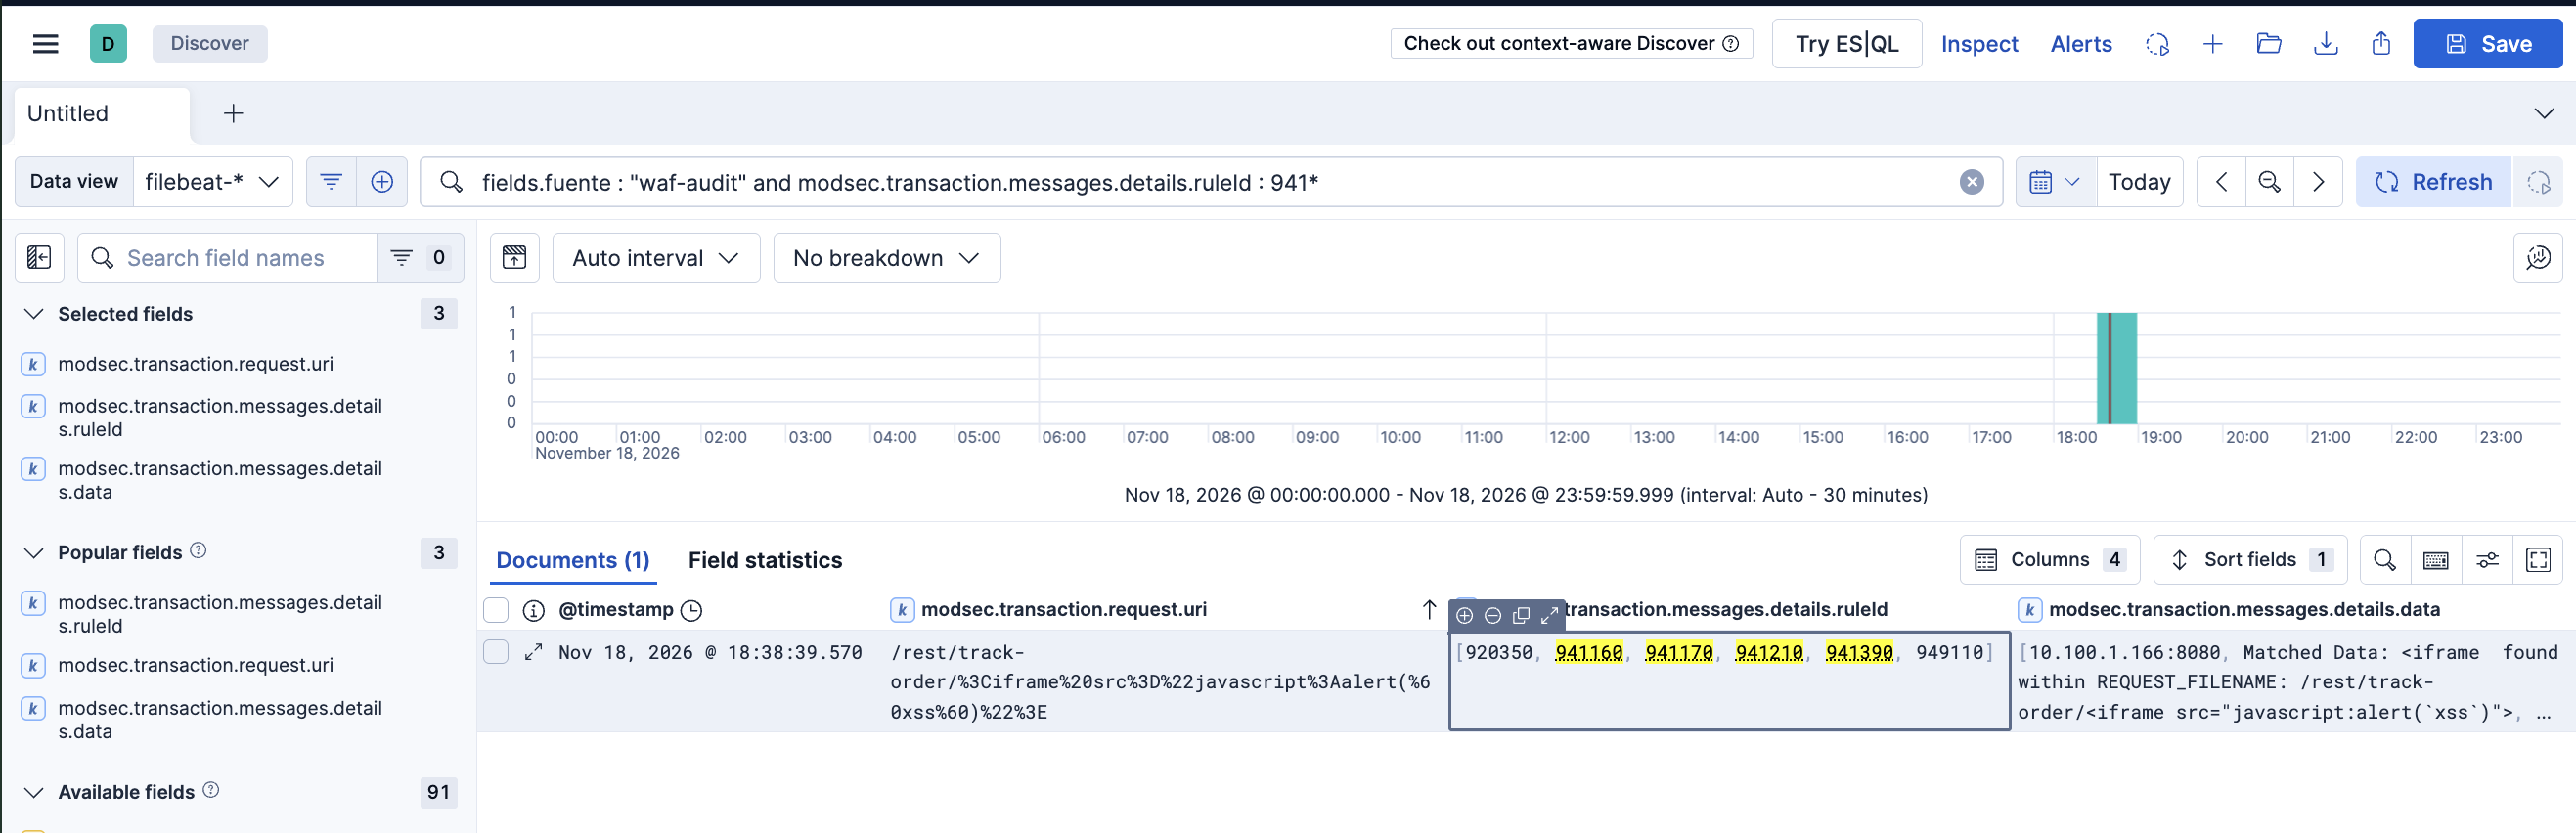 D
Discover
Check out context-aware Discover
Try ES|QL
Inspect
Alerts
Save
Untitled
Data view
filebeat-*
fields.fuente : "waf-audit" and modsec.transaction.messages.details.ruleId : 941*
Today
Refresh
Search field names
0
Auto interval
No breakdown
Selected fields
3
k modsec.transaction.request.uri
k modsec.transaction.messages.detail
s.ruleId
k modsec.transaction.messages.detail
s.data
Popular fields
3
k modsec.transaction.messages.detail
s.ruleId
k modsec.transaction.request.uri
k modsec.transaction.messages.detail
s.data
Available fields
91
1
1
1
0
0
0
00:00 01:00 02:00 03:00 04:00 05:00 06:00 07:00 08:00 09:00 10:00 11:00 12:00 13:00 14:00 15:00 16:00 17:00 18:00 19:00 20:00 21:00 22:00 23:00
November 18, 2026
Nov 18, 2026 @ 00:00:00.000 - Nov 18, 2026 @ 23:59:59.999 (interval: Auto - 30 minutes)
Documents (1)
Field statistics
Columns 4
Sort fields 1
@timestamp
k modsec.transaction.request.uri
transaction.messages.details.ruleId
k modsec.transaction.messages.details.data
Nov 18, 2026 @ 18:38:39.570
/rest/track-
order/%3Ciframe%20src%3D%22javascript%3Aalert(%6
0xss%60)%22%3E
[920350, 941160, 941170, 941210, 941390, 949110]
[10.100.1.166:8080, Matched Data: <iframe found
within REQUEST_FILENAME: /rest/track-
order/<iframe src="javascript:alert(`xss`)">, …